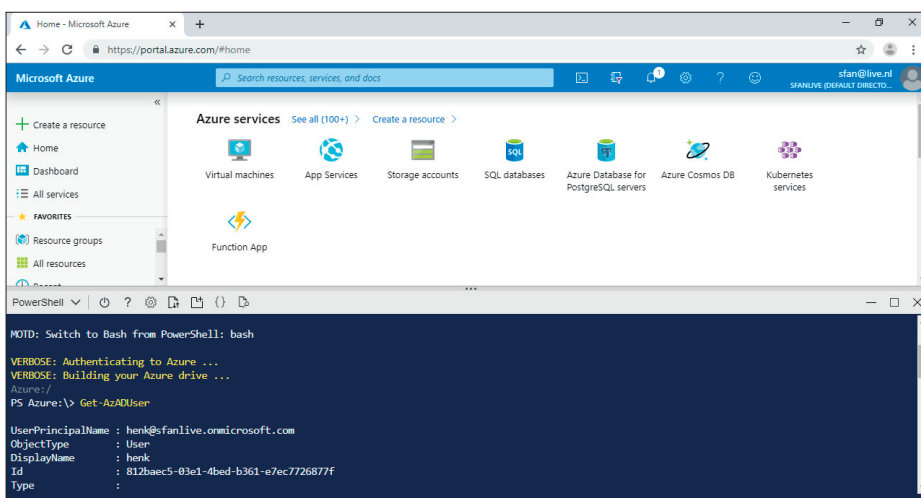 Home - Microsoft Azure
https://portal.azure.com/#home
Microsoft Azure
Search resources, services, and docs
1
sfan@live.nl
SFANLIVE (DEFAULT DIRECTO...
Create a resource
Home
Dashboard
All services
FAVORITES
Resource groups
All resources
Recent
Azure services See all (100+) > Create a resource >
Virtual machines App Services Storage accounts SQL databases Azure Database for PostgreSQL servers Azure Cosmos DB Kubernetes services
SQL
Function App
PowerShell
MOTD: Switch to Bash from PowerShell: bash
VERBOSE: Authenticating to Azure ...
VERBOSE: Building your Azure drive ...
Azure:/
PS Azure:\> Get-AzADUser
UserPrincipalName : henk@sfanlive.onmicrosoft.com
ObjectType : User
DisplayName : henk
Id : 812baec5-03e1-4bed-b361-e7ec7726877f
Type :